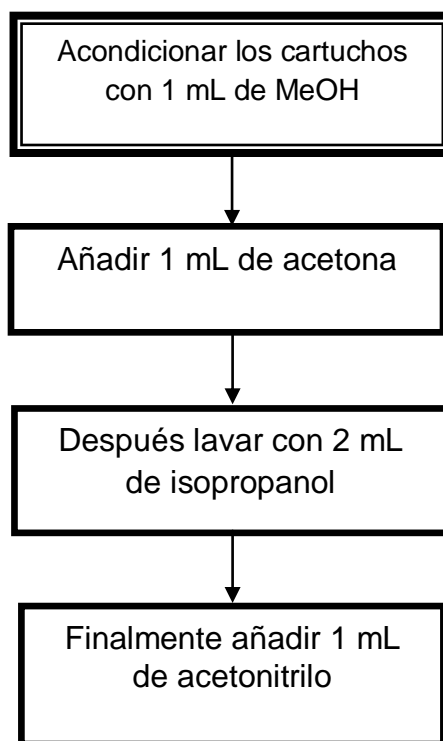 Acondicionar los cartuchos
con 1 mL de MeOH
Añadir 1 mL de acetona
Después lavar con 2 mL
de isopropanol
Finalmente añadir 1 mL
de acetonitrilo